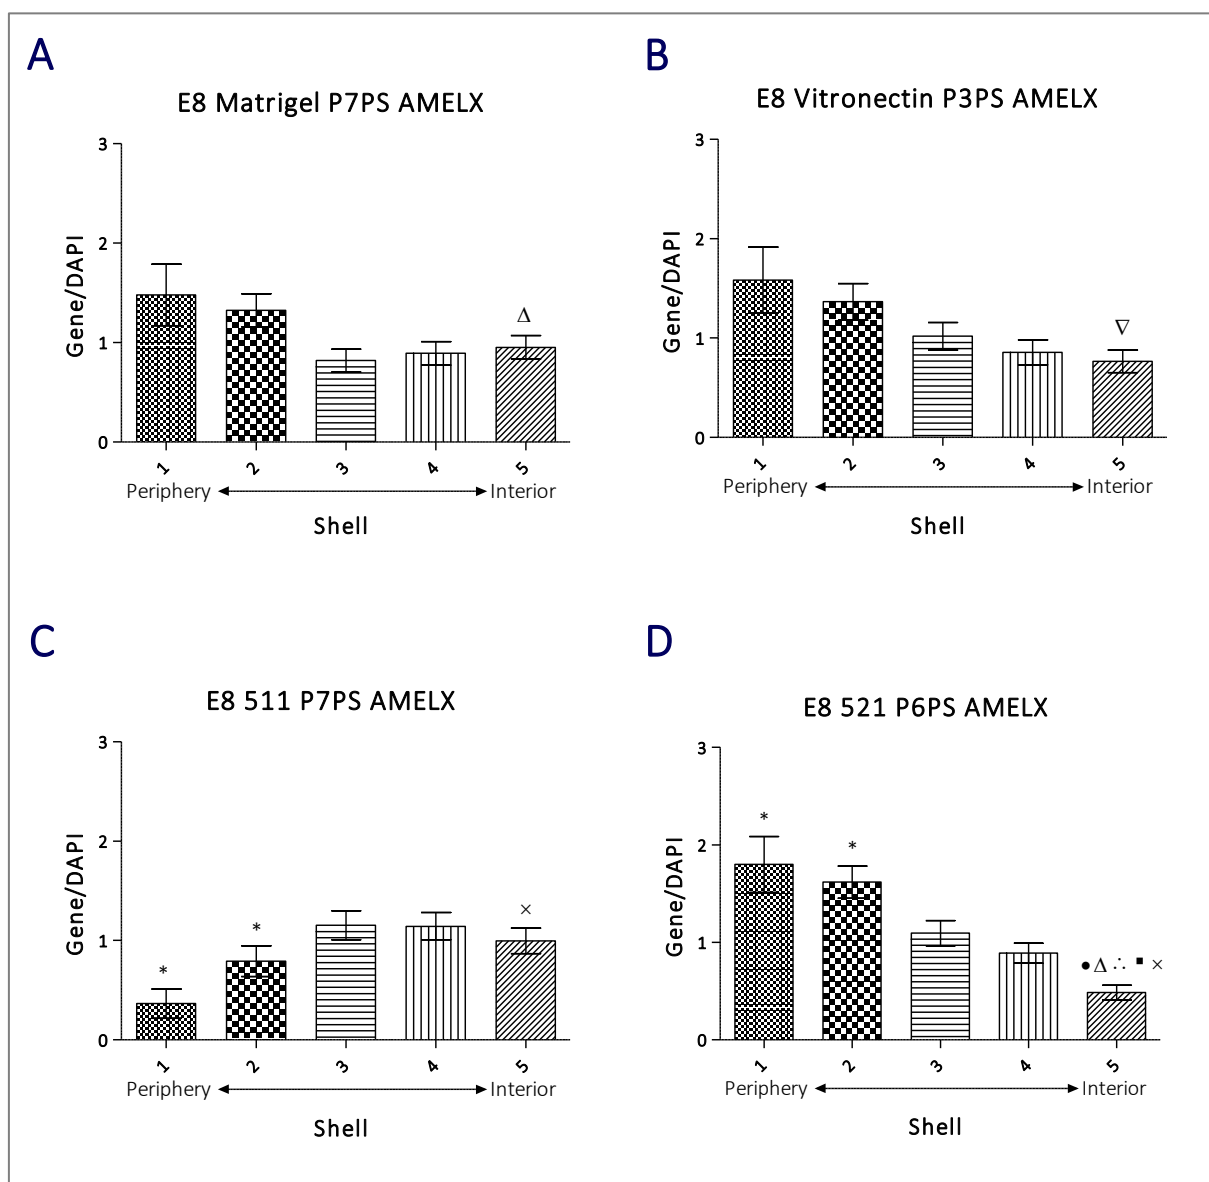 A
B
E8 Matrigel P7PS AMELX
E8 Vitronectin P3PS AMELX
3
2
1
0
Gene/DAPI
Δ
1 2 3 4 5
Periphery Interior
Shell
3
2
1
0
Gene/DAPI
∇
1 2 3 4 5
Periphery Interior
Shell
C
D
E8 511 P7PS AMELX
E8 521 P6PS AMELX
3
2
1
0
Gene/DAPI
* * ×
1 2 3 4 5
Periphery Interior
Shell
3
2
1
0
Gene/DAPI
* *
● Δ ∴ ▪ ×
1 2 3 4 5
Periphery Interior
Shell